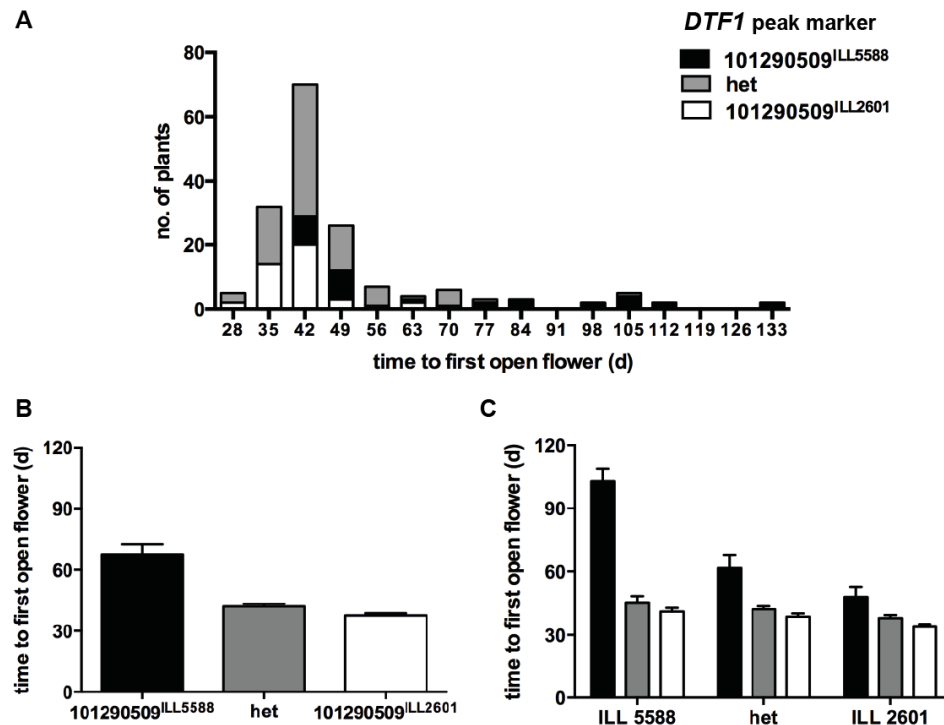 A
DTF1 peak marker
101290509ILL5588
het
101290509ILL2601
no. of plants
80
60
40
20
0
28 35 42 49 56 63 70 77 84 91 98 105 112 119 126 133
time to first open flower (d)
B
time to first open flower (d)
120
90
60
30
0
101290509ILL5588 het 101290509ILL2601
C
time to first open flower (d)
120
90
60
30
0
ILL 5588 het ILL 2601